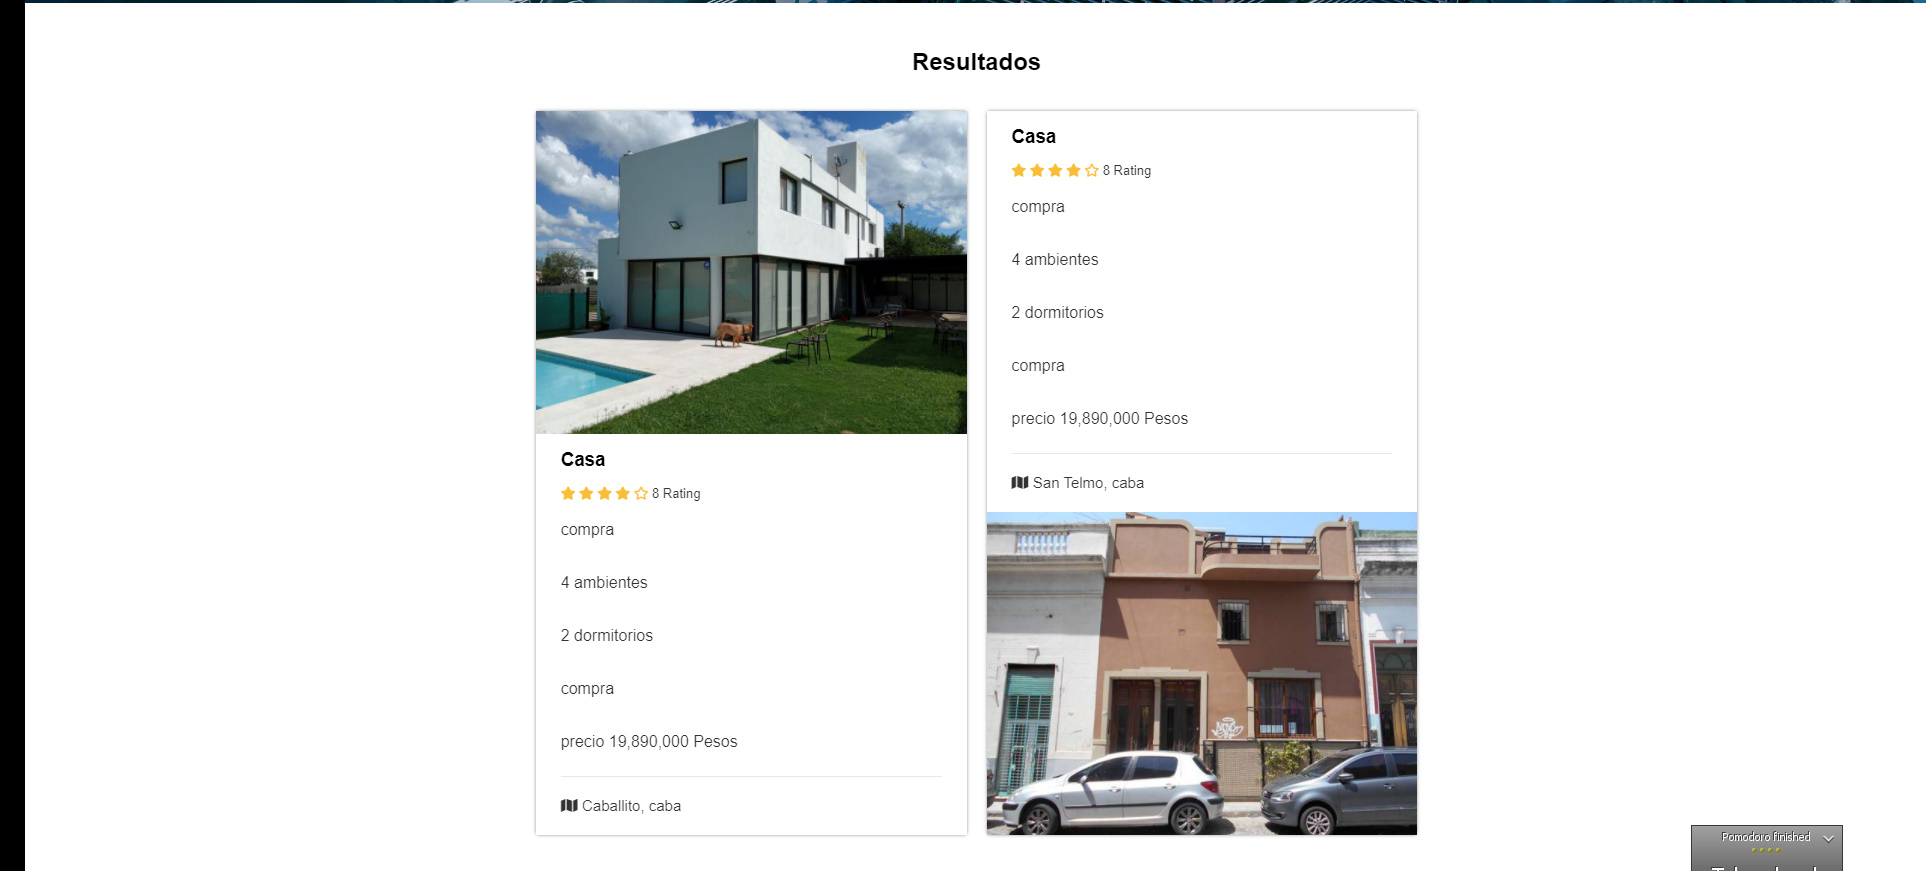 Resultados
Casa
8 Rating
compra
4 ambientes
2 dormitorios
compra
precio 19,890,000 Pesos
Caballito, caba
Casa
8 Rating
compra
4 ambientes
2 dormitorios
compra
precio 19,890,000 Pesos
San Telmo, caba
Pomodoro finished